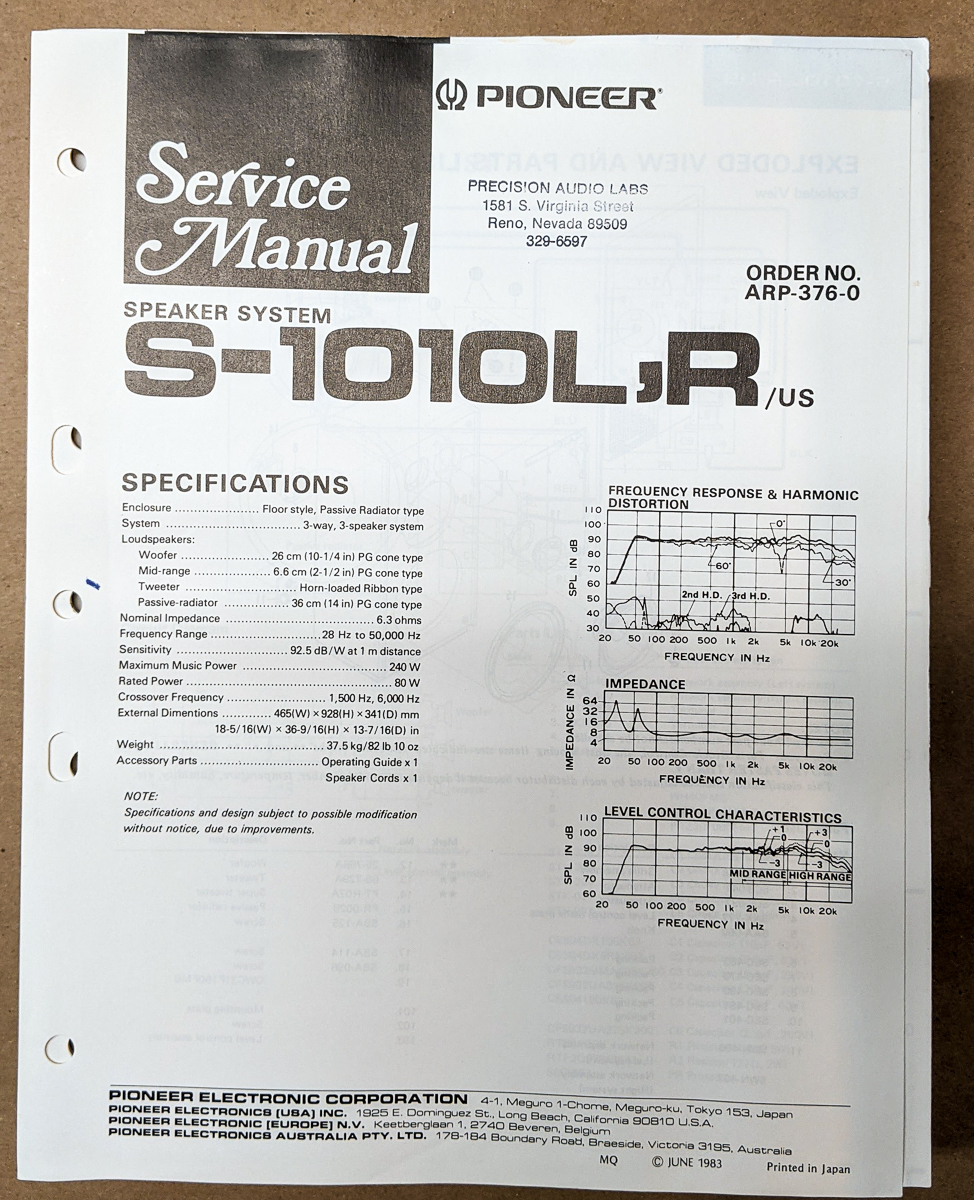 PIONEER®
Service
Manual
PRECISION AUDIO LABS
1581 S. Virginia Street
Reno, Nevada 89509
329-6597
ORDER NO.
ARP-376-0
SPEAKER SYSTEM
S-1010L,R/US
SPECIFICATIONS
Enclosure ........................ Floor style, Passive Radiator type
System ........................................ 3-way, 3-speaker system
Loudspeakers:
Woofer ......................... 26 cm (10-1/4 in) PG cone type
Mid-range ..................... 6.6 cm (2-1/2 in) PG cone type
Tweeter ................................ Horn-loaded Ribbon type
Passive-radiator .................. 36 cm (14 in) PG cone type
Nominal Impedance ............................................. 6.3 ohms
Frequency Range ................................ 28 Hz to 50,000 Hz
Sensitivity ................................... 92.5 dB/W at 1 m distance
Maximum Music Power ......................................... 240 W
Rated Power ............................................................ 80 W
Crossover Frequency ............................. 1,500 Hz, 6,000 Hz
External Dimentions .............. 465(W) × 928(H) × 341(D) mm
18-5/16(W) × 36-9/16(H) × 13-7/16(D) in
Weight ............................................... 37.5 kg/82 lb 10 oz
Accessory Parts .................................. Operating Guide x 1
Speaker Cords x 1
NOTE:
Specifications and design subject to possible modification
without notice, due to improvements.
FREQUENCY RESPONSE & HARMONIC
DISTORTION
SPL IN dB
110
100
90
80
70
60
50
40
30
0°
60°
30°
2nd H.D. 3rd H.D.
20 50 100 200 500 1k 2k 5k 10k 20k
FREQUENCY IN Hz
IMPEDANCE
IMPEDANCE IN Ω
64
32
16
8
4
20 50 100 200 500 1k 2k 5k 10k 20k
FREQUENCY IN Hz
LEVEL CONTROL CHARACTERISTICS
SPL IN dB
110
100
90
80
70
60
+1
0
-3
+3
0
-3
MID RANGE HIGH RANGE
20 50 100 200 500 1k 2k 5k 10k 20k
FREQUENCY IN Hz
PIONEER ELECTRONIC CORPORATION 4-1, Meguro 1-Chome, Meguro-ku, Tokyo 153, Japan
PIONEER ELECTRONICS [USA] INC. 1925 E. Dominguez St., Long Beach, California 90810 U.S.A.
PIONEER ELECTRONIC [EUROPE] N.V. Keetberglaan 1, 2740 Beveren, Belgium
PIONEER ELECTRONICS AUSTRALIA PTY. LTD. 178-184 Boundary Road, Braeside, Victoria 3195, Australia
MQ © JUNE 1983 Printed in Japan